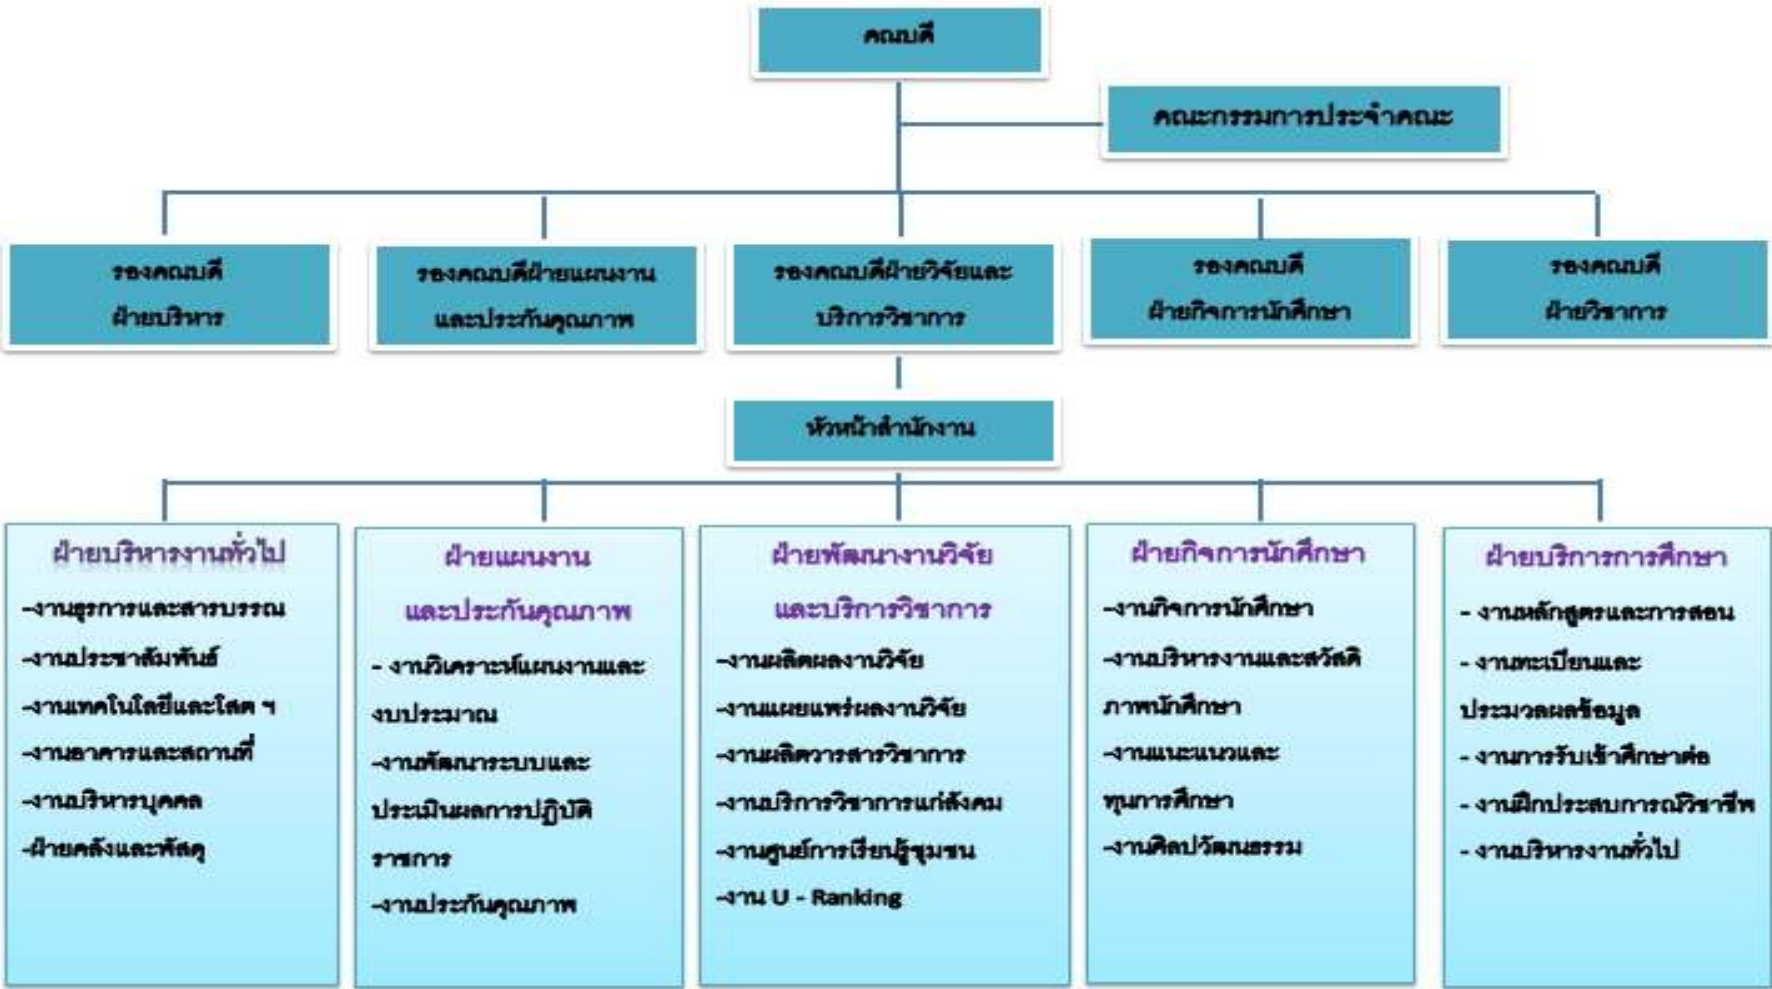 คณบดี
คณะกรรมการประจำคณะ
รองคณบดี
ฝ่ายบริหาร
รองคณบดีฝ่ายแผนงาน
และประกันคุณภาพ
รองคณบดีฝ่ายวิจัยและ
บริการวิชาการ
รองคณบดี
ฝ่ายกิจการนักศึกษา
รองคณบดี
ฝ่ายวิชาการ
หัวหน้าสำนักงาน
ฝ่ายบริหารงานทั่วไป
-งานธุรการและสารบรรณ
-งานประชาสัมพันธ์
-งานเทคโนโลยีและโสต ฯ
-งานอาคารและสถานที่
-งานบริหารบุคคล
-ฝ่ายคลังและพัสดุ
ฝ่ายแผนงาน
และประกันคุณภาพ
- งานวิเคราะห์แผนงานและ
งบประมาณ
-งานพัฒนาระบบและ
ประเมินผลการปฏิบัติ
ราชการ
-งานประกันคุณภาพ
ฝ่ายพัฒนางานวิจัย
และบริการวิชาการ
-งานผลิตผลงานวิจัย
-งานเผยแพร่ผลงานวิจัย
-งานผลิตวารสารวิชาการ
-งานบริการวิชาการแก่สังคม
-งานศูนย์การเรียนรู้ชุมชน
-งาน U - Ranking
ฝ่ายกิจการนักศึกษา
-งานกิจการนักศึกษา
-งานบริหารงานและสวัสดิ
ภาพนักศึกษา
-งานแนะแนวและ
ทุนการศึกษา
-งานศิลปวัฒนธรรม
ฝ่ายบริการการศึกษา
- งานหลักสูตรและการสอน
- งานทะเบียนและ
ประมวลผลข้อมูล
- งานการรับเข้าศึกษาต่อ
- งานฝึกประสบการณ์วิชาชีพ
- งานบริหารงานทั่วไป